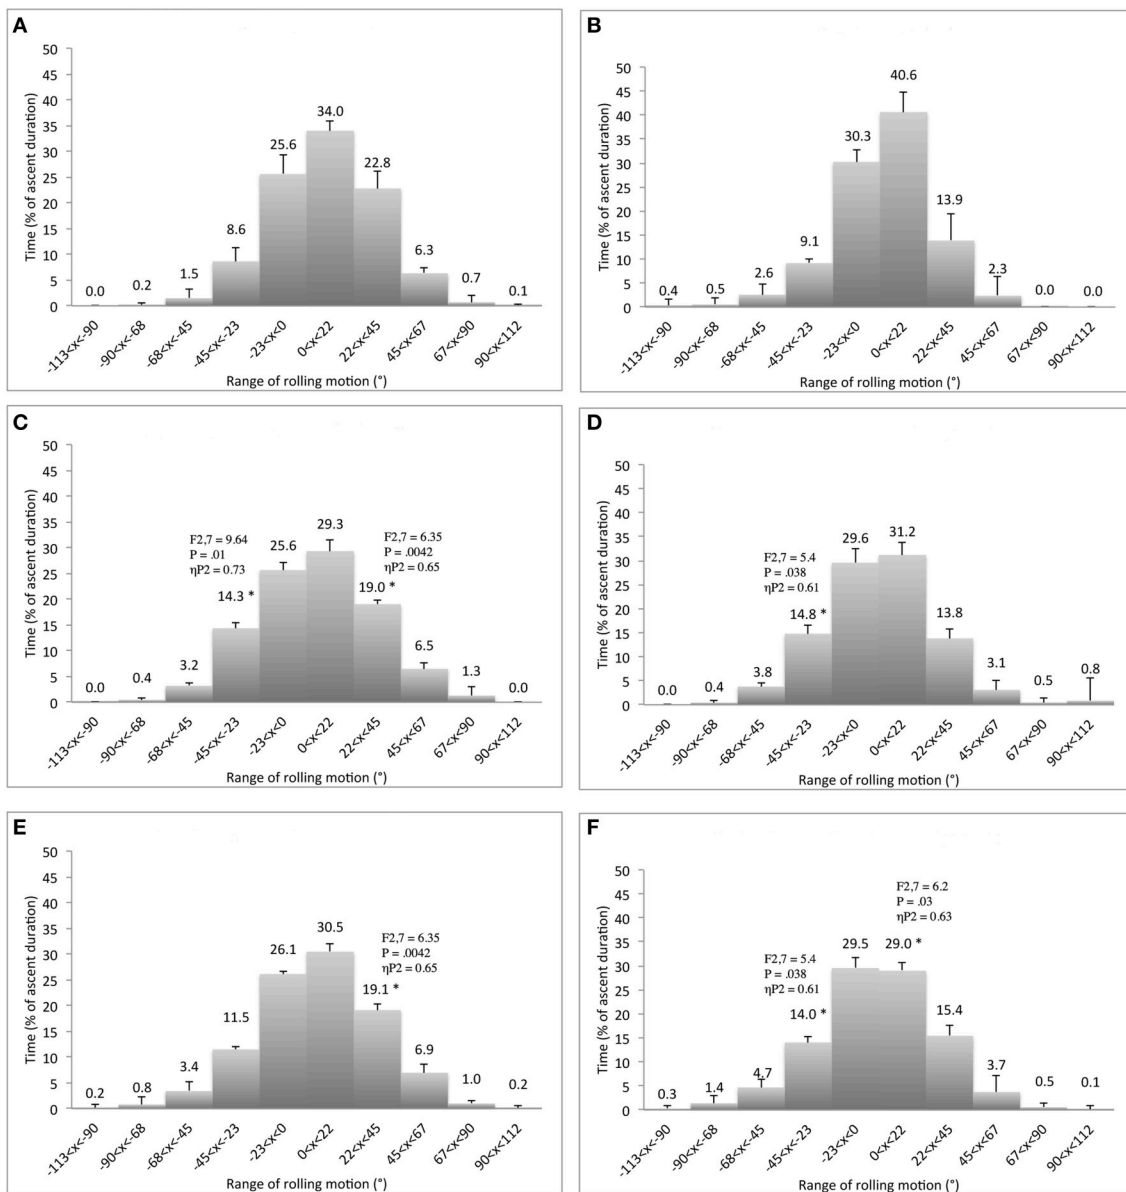 A
Time (% of ascent duration)
50
45
40
35
30
25
20
15
10
5
0
0.0
0.2
1.5
8.6
25.6
34.0
22.8
6.3
0.7
0.1
-113<x<-90
-90<x<-68
-68<x<-45
-45<x<-23
-23<x<0
0<x<22
22<x<45
45<x<67
67<x<90
90<x<112
Range of rolling motion (°)
B
Time (% of ascent duration)
50
45
40
35
30
25
20
15
10
5
0
0.4
0.5
2.6
9.1
30.3
40.6
13.9
2.3
0.0
0.0
-113<x<-90
-90<x<-68
-68<x<-45
-45<x<-23
-23<x<0
0<x<22
22<x<45
45<x<67
67<x<90
90<x<112
Range of rolling motion (°)
C
Time (% of ascent duration)
50
45
40
35
30
25
20
15
10
5
0
F2,7 = 9.64
P = .01
ηP2 = 0.73
F2,7 = 6.35
P = .0042
ηP2 = 0.65
0.0
0.4
3.2
14.3 *
25.6
29.3
19.0 *
6.5
1.3
0.0
-113<x<-90
-90<x<-68
-68<x<-45
-45<x<-23
-23<x<0
0<x<22
22<x<45
45<x<67
67<x<90
90<x<112
Range of rolling motion (°)
D
Time (% of ascent duration)
50
45
40
35
30
25
20
15
10
5
0
F2,7 = 5.4
P = .038
ηP2 = 0.61
0.0
0.4
3.8
14.8 *
29.6
31.2
13.8
3.1
0.5
0.8
-113<x<-90
-90<x<-68
-68<x<-45
-45<x<-23
-23<x<0
0<x<22
22<x<45
45<x<67
67<x<90
90<x<112
Range of rolling motion (°)
E
Time (% of ascent duration)
50
45
40
35
30
25
20
15
10
5
0
F2,7 = 6.35
P = .0042
ηP2 = 0.65
0.2
0.8
3.4
11.5
26.1
30.5
19.1 *
6.9
1.0
0.2
-113<x<-90
-90<x<-68
-68<x<-45
-45<x<-23
-23<x<0
0<x<22
22<x<45
45<x<67
67<x<90
90<x<112
Range of rolling motion (°)
F
Time (% of ascent duration)
50
45
40
35
30
25
20
15
10
5
0
F2,7 = 6.2
P = .03
ηP2 = 0.63
F2,7 = 5.4
P = .038
ηP2 = 0.61
0.3
1.4
4.7
14.0 *
29.5
29.0 *
15.4
3.7
0.5
0.1
-113<x<-90
-90<x<-68
-68<x<-45
-45<x<-23
-23<x<0
0<x<22
22<x<45
45<x<67
67<x<90
90<x<112
Range of rolling motion (°)